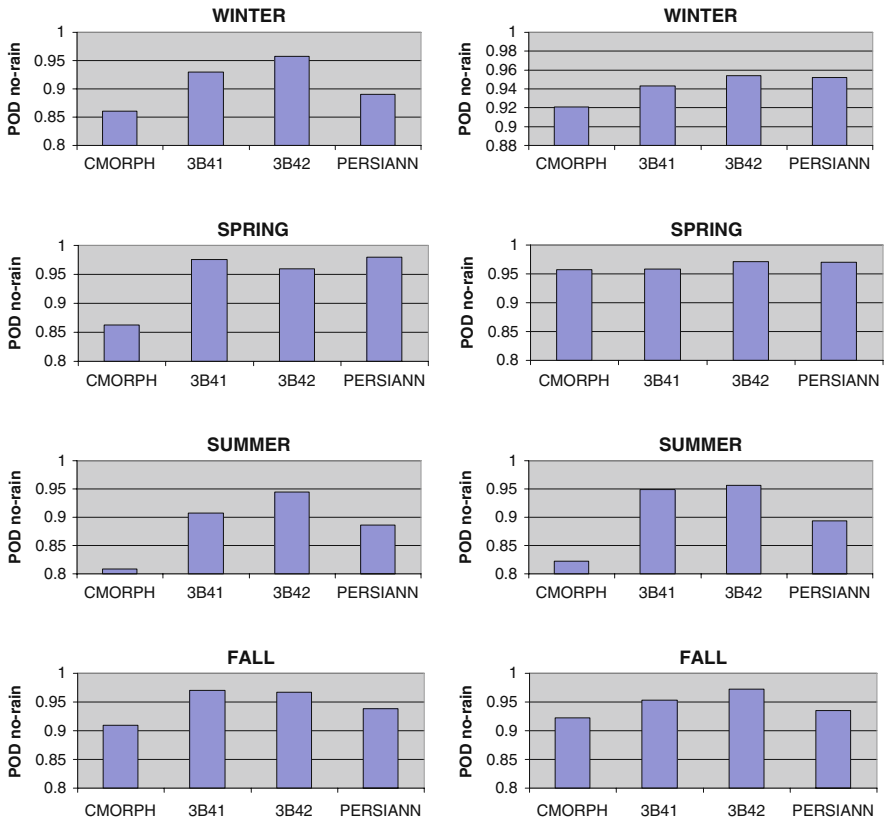 WINTER
POD no-rain
1
0.95
0.9
0.85
0.8
CMORPH 3B41 3B42 PERSIANN
WINTER
POD no-rain
1
0.98
0.96
0.94
0.92
0.9
0.88
CMORPH 3B41 3B42 PERSIANN
SPRING
POD no-rain
1
0.95
0.9
0.85
0.8
CMORPH 3B41 3B42 PERSIANN
SPRING
POD no-rain
1
0.95
0.9
0.85
0.8
CMORPH 3B41 3B42 PERSIANN
SUMMER
POD no-rain
1
0.95
0.9
0.85
0.8
CMORPH 3B41 3B42 PERSIANN
SUMMER
POD no-rain
1
0.95
0.9
0.85
0.8
CMORPH 3B41 3B42 PERSIANN
FALL
POD no-rain
1
0.95
0.9
0.85
0.8
CMORPH 3B41 3B42 PERSIANN
FALL
POD no-rain
1
0.95
0.9
0.85
0.8
CMORPH 3B41 3B42 PERSIANN